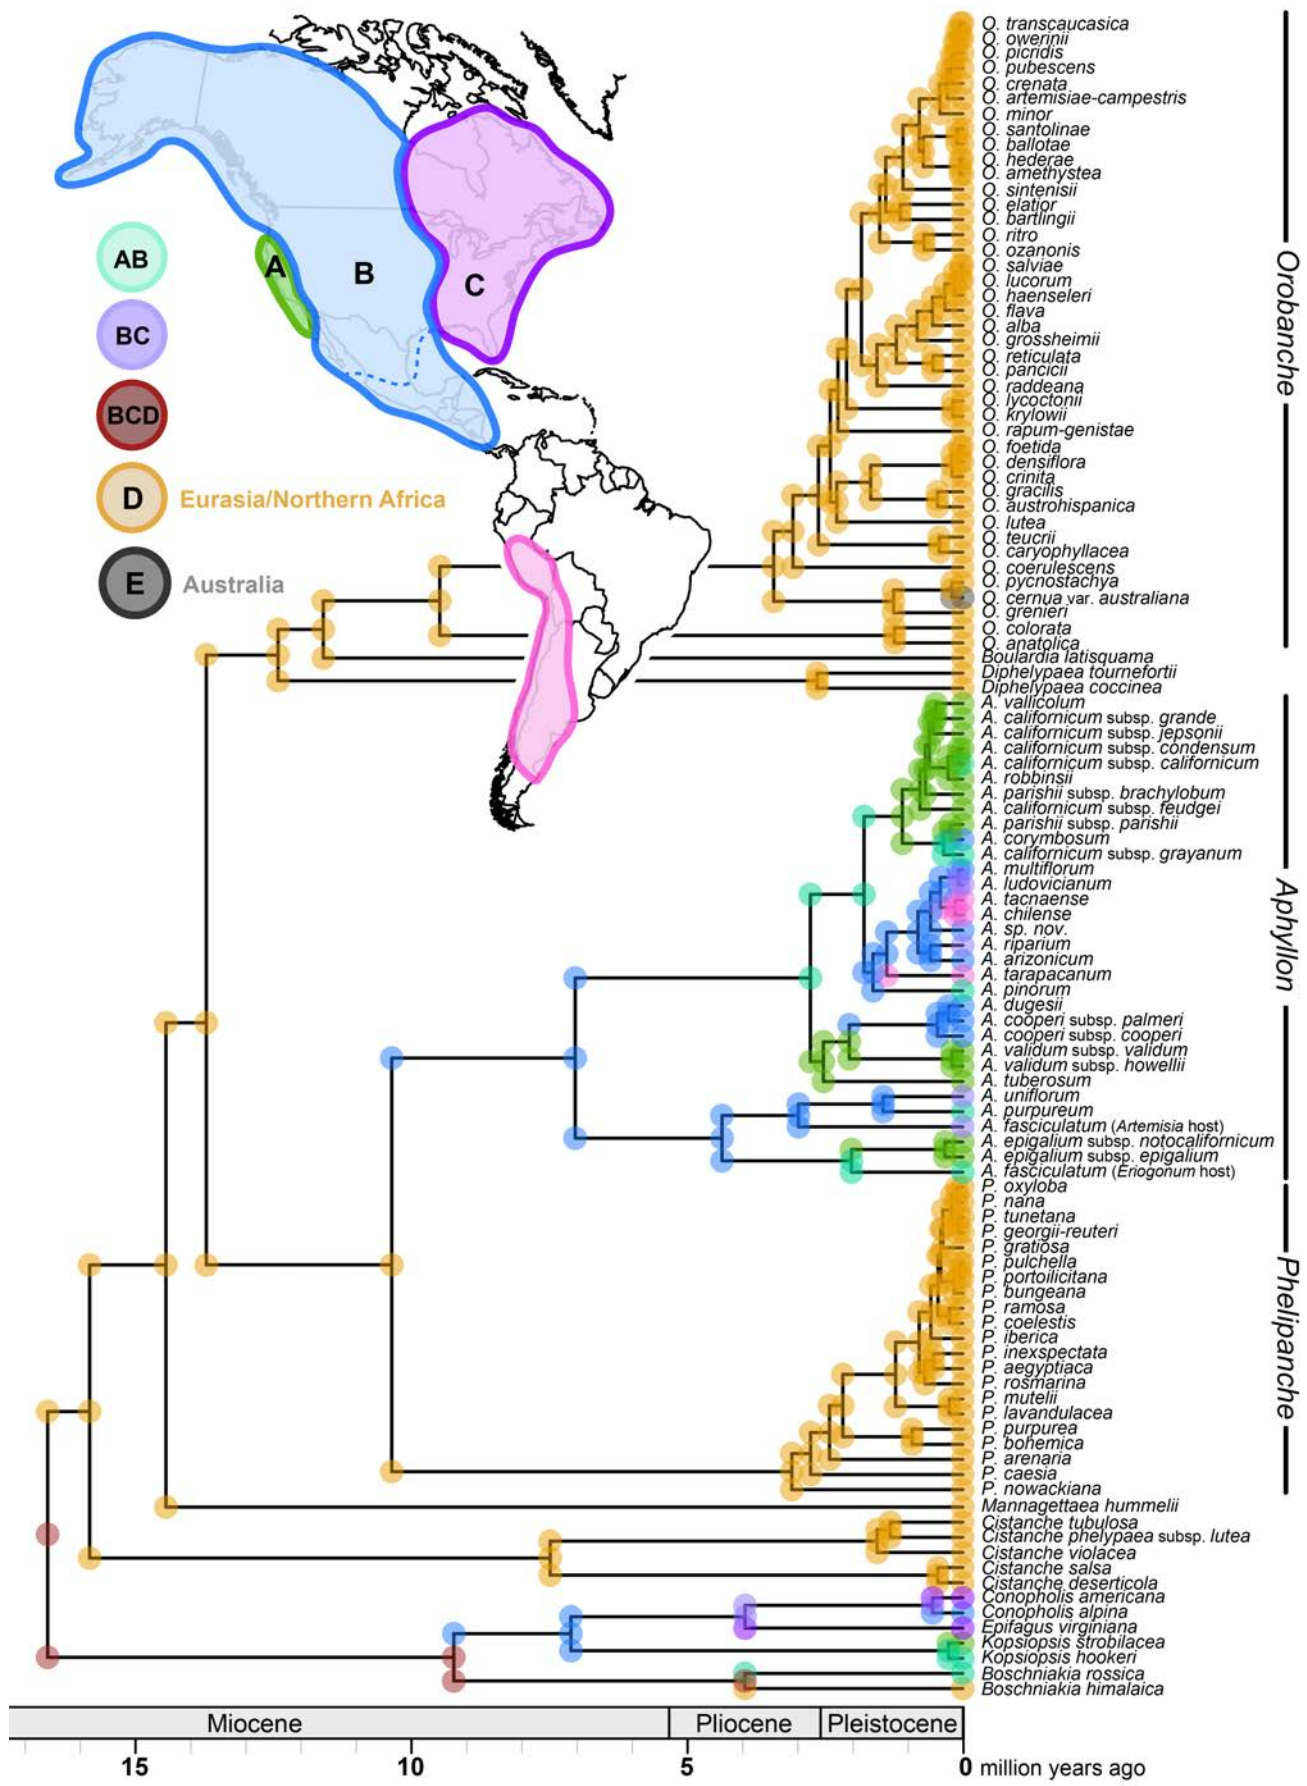 A
B
C
AB
BC
BCD
D Eurasia/Northern Africa
E Australia
O. transcaucasica
O. owerinii
O. picridis
O. pubescens
O. crenata
O. artemisiae-campestris
O. minor
O. santolinae
O. ballotae
O. hederae
O. amethystea
O. sintenisii
O. elatior
O. bartlingii
O. ritro
O. ozanonis
O. salviae
O. lucorum
O. haenseleri
O. flava
O. alba
O. grossheimii
O. reticulata
O. pancicii
O. raddeana
O. lycoctonii
O. krylowii
O. rapum-genistae
O. foetida
O. densiflora
O. crinita
O. gracilis
O. austrohispanica
O. lutea
O. teucrii
O. caryophyllacea
O. coerulescens
O. pycnostachya
O. cernua var. australiana
O. grenieri
O. colorata
O. anatolica
Boulardia latisquama
Diphelypaea tournefortii
Diphelypaea coccinea
A. vallicolum
A. californicum subsp. grande
A. californicum subsp. jepsonii
A. californicum subsp. condensum
A. californicum subsp. californicum
A. robbinsii
A. parishii subsp. brachylobum
A. californicum subsp. feudgei
A. parishii subsp. parishii
A. corymbosum
A. californicum subsp. grayanum
A. multiflorum
A. ludovicianum
A. tacnaense
A. chilense
A. sp. nov.
A. riparium
A. arizonicum
A. tarapacanum
A. pinorum
A. dugesii
A. cooperi subsp. palmeri
A. cooperi subsp. cooperi
A. validum subsp. validum
A. validum subsp. howellii
A. tuberosum
A. uniflorum
A. purpureum
A. fasciculatum (Artemisia host)
A. epigalium subsp. notocalifornicum
A. epigalium subsp. epigalium
A. fasciculatum (Eriogonum host)
P. oxyloba
P. nana
P. tunetana
P. georgii-reuteri
P. gratiosa
P. pulchella
P. portoilicitana
P. bungeana
P. ramosa
P. coelestis
P. iberica
P. inexspectata
P. aegyptiaca
P. rosmarina
P. mutelii
P. lavandulacea
P. purpurea
P. bohemica
P. arenaria
P. caesia
P. nowackiana
Mannagettaea hummelii
Cistanche tubulosa
Cistanche phelypaea subsp. lutea
Cistanche violacea
Cistanche salsa
Cistanche deserticola
Conopholis americana
Conopholis alpina
Epifagus virginiana
Kopsiopsis strobilacea
Kopsiopsis hookeri
Boschniakia rossica
Boschniakia himalaica
Orobanche
Aphyllon
Phelipanche
Miocene Pliocene Pleistocene
15 10 5 0 million years ago